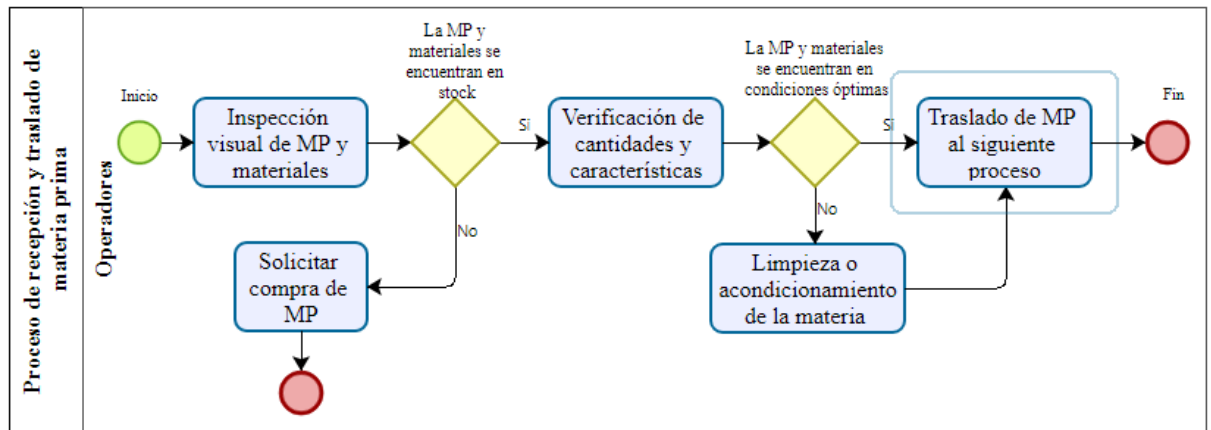 Proceso de recepción y traslado de
materia prima
Operadores
Inicio
Inspección
visual de MP y
materiales
La MP y
materiales se
encuentran en
stock
Si
No
Solicitar
compra de
MP
Verificación de
cantidades y
características
La MP y materiales
se encuentran en
condiciones óptimas
Si
No
Limpieza o
acondicionamiento
de la materia
Traslado de MP
al siguiente
proceso
Fin